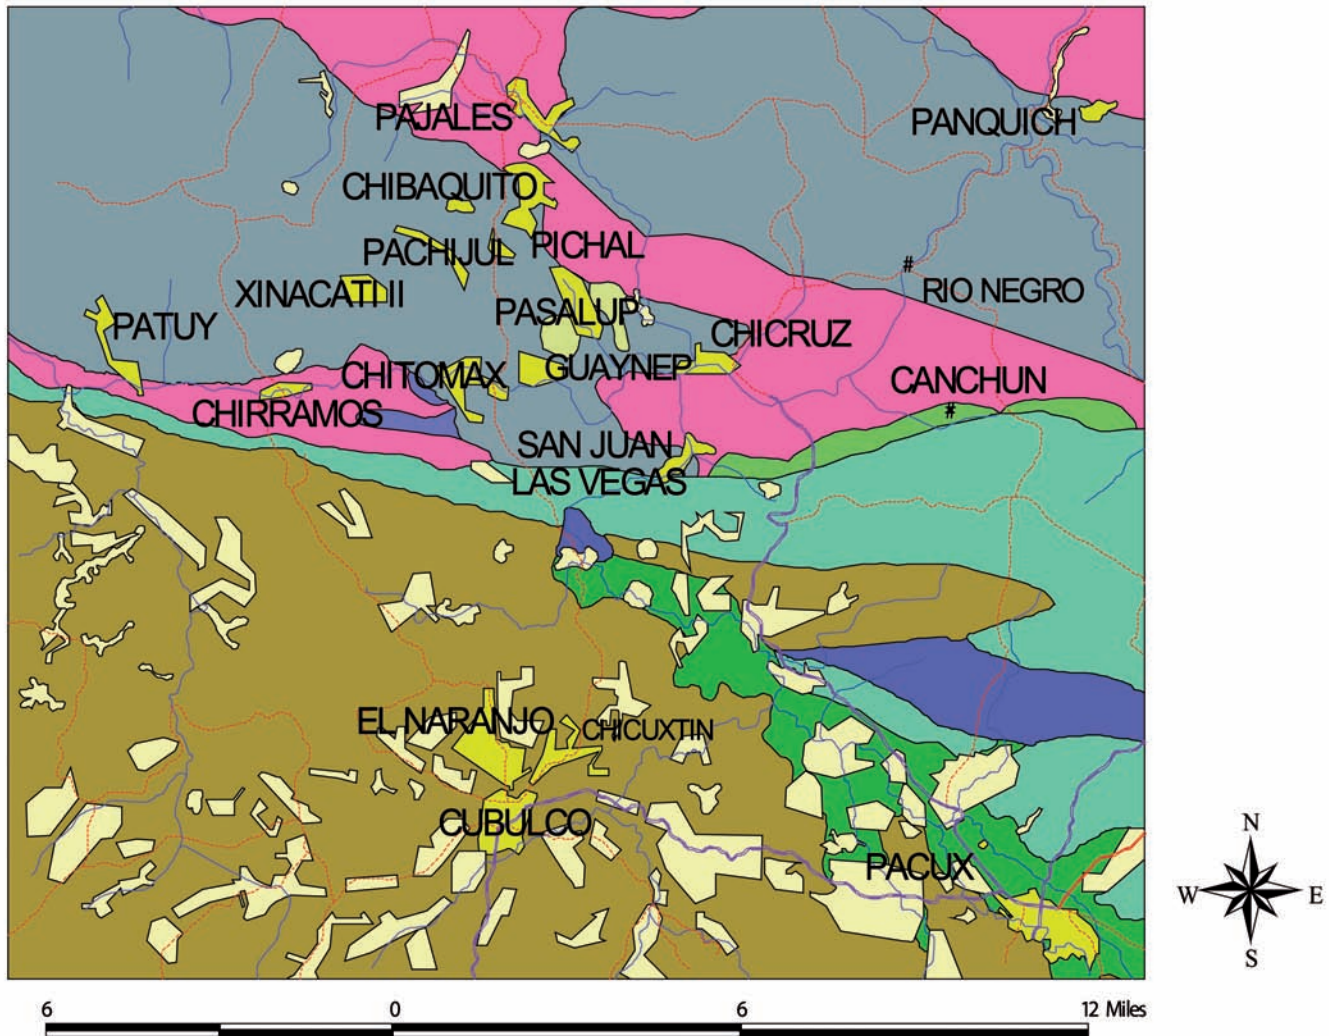 PAJALES
PANQUICH
CHIBAQUITO
PACHIJUL
PICHAL
XINACATI II
RIO NEGRO
PATUY
PASALUP
CHICRUZ
CHITOMAX
GUAYNEP
CANCHUN
CHIRRAMOS
SAN JUAN
LAS VEGAS
EL NARANJO
CHICUXTIN
CUBULCO
PACUX
N
W
E
S
6 0 6 12 Miles